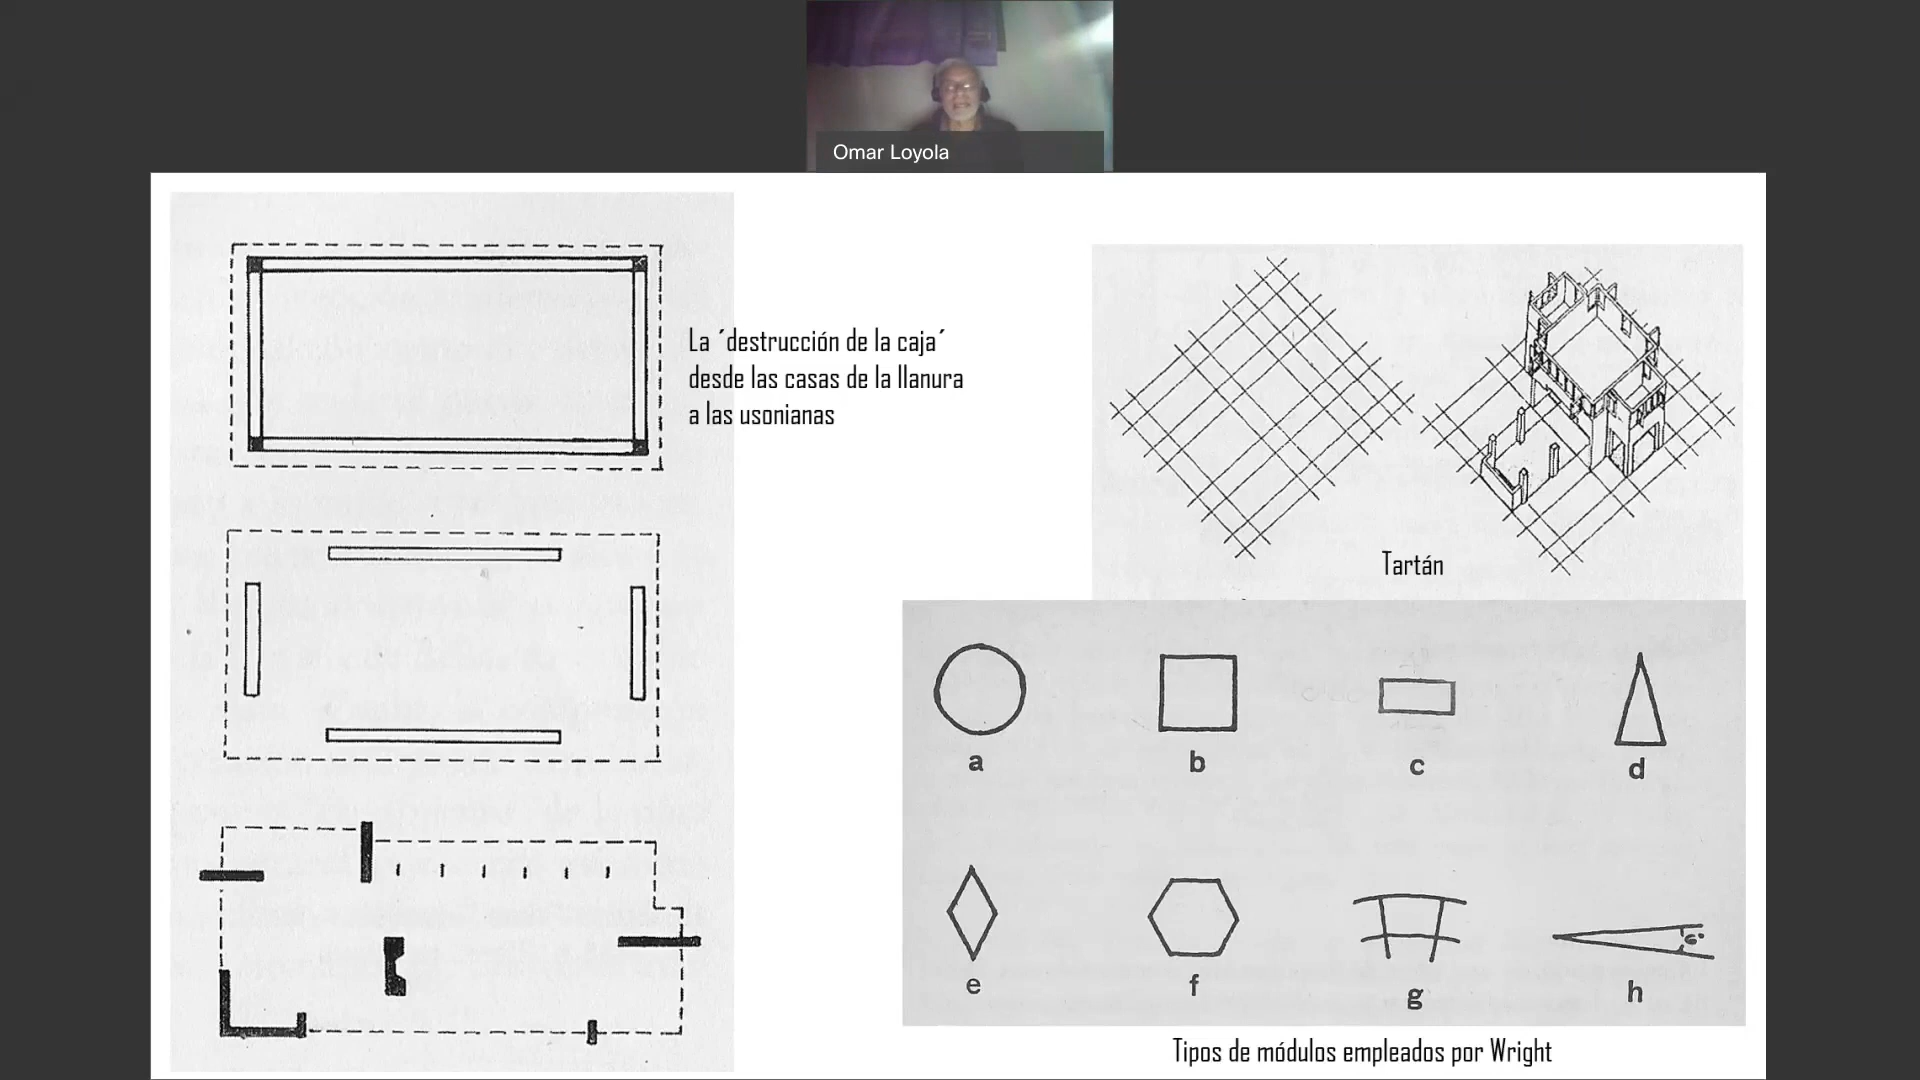 Omar Loyola
La ´destrucción de la caja´
desde las casas de la llanura
a las usonianas
Tartán
a
b
c
d
e
f
g
h
6°
Tipos de módulos empleados por Wright